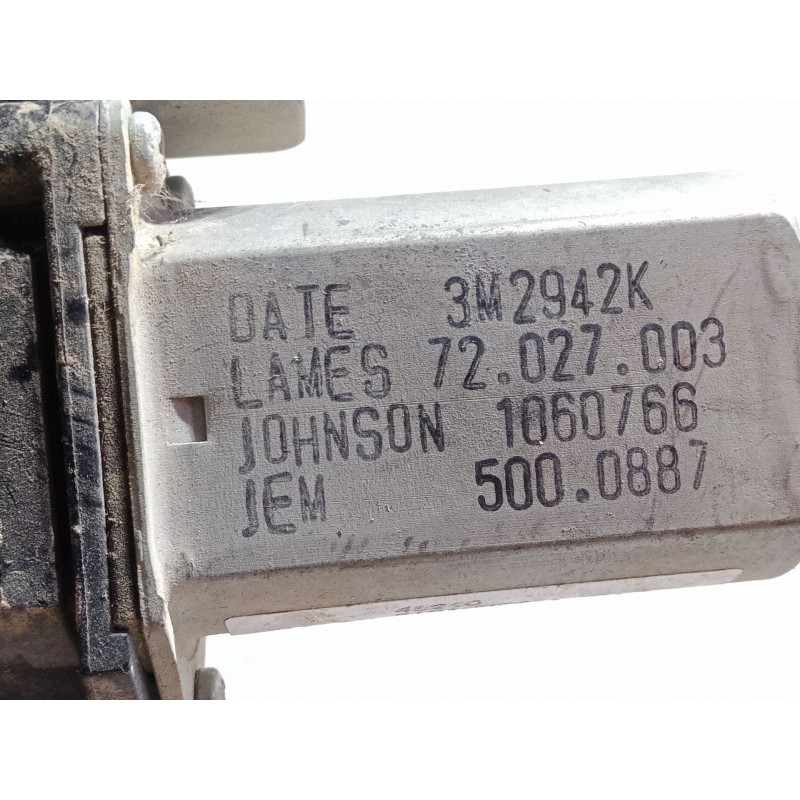 DATE 3M2942K
LAMES 72.027.003
JOHNSON 1060766
JEM 500.0887